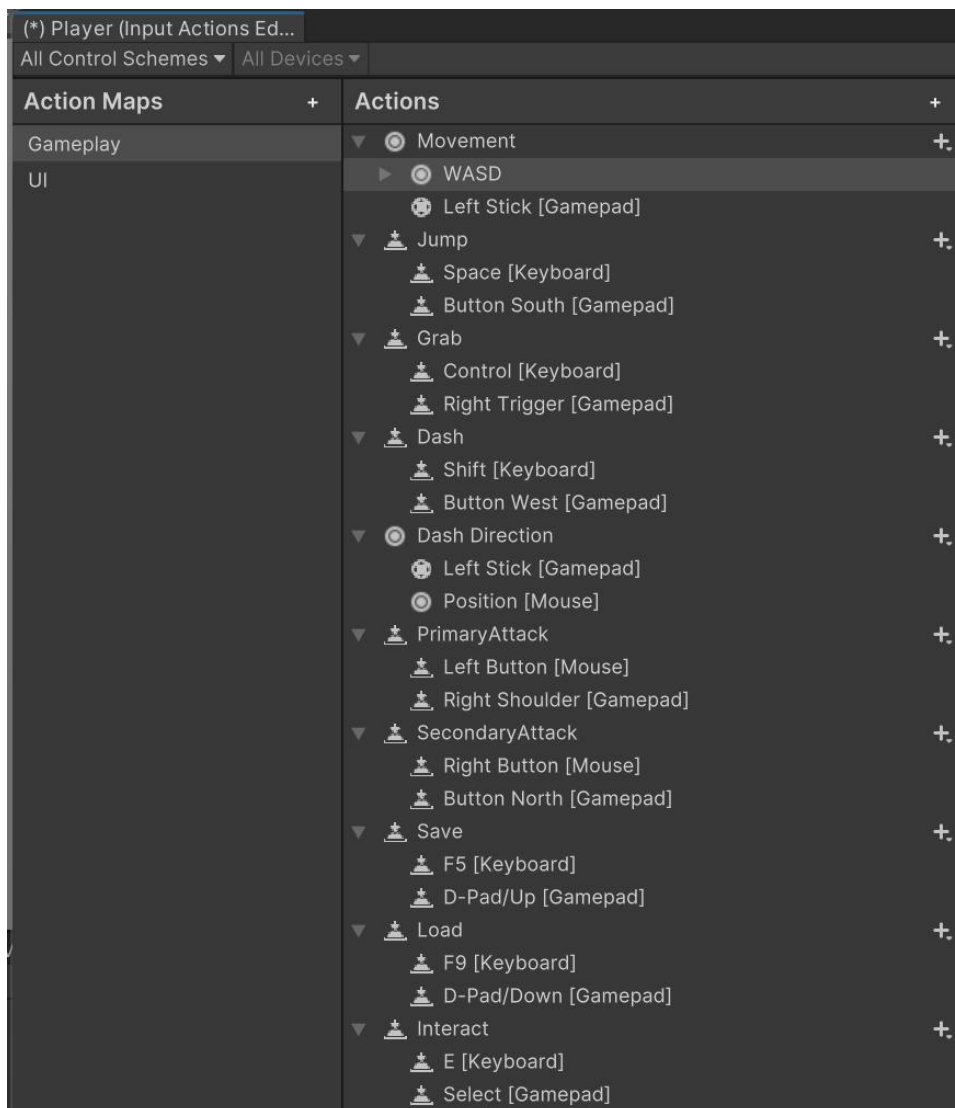 (*) Player (Input Actions Ed...
All Control Schemes All Devices
Action Maps + Actions +
Gameplay
UI
Movement
WASD
Left Stick [Gamepad]
Jump
Space [Keyboard]
Button South [Gamepad]
Grab
Control [Keyboard]
Right Trigger [Gamepad]
Dash
Shift [Keyboard]
Button West [Gamepad]
Dash Direction
Left Stick [Gamepad]
Position [Mouse]
PrimaryAttack
Left Button [Mouse]
Right Shoulder [Gamepad]
SecondaryAttack
Right Button [Mouse]
Button North [Gamepad]
Save
F5 [Keyboard]
D-Pad/Up [Gamepad]
Load
F9 [Keyboard]
D-Pad/Down [Gamepad]
Interact
E [Keyboard]
Select [Gamepad]